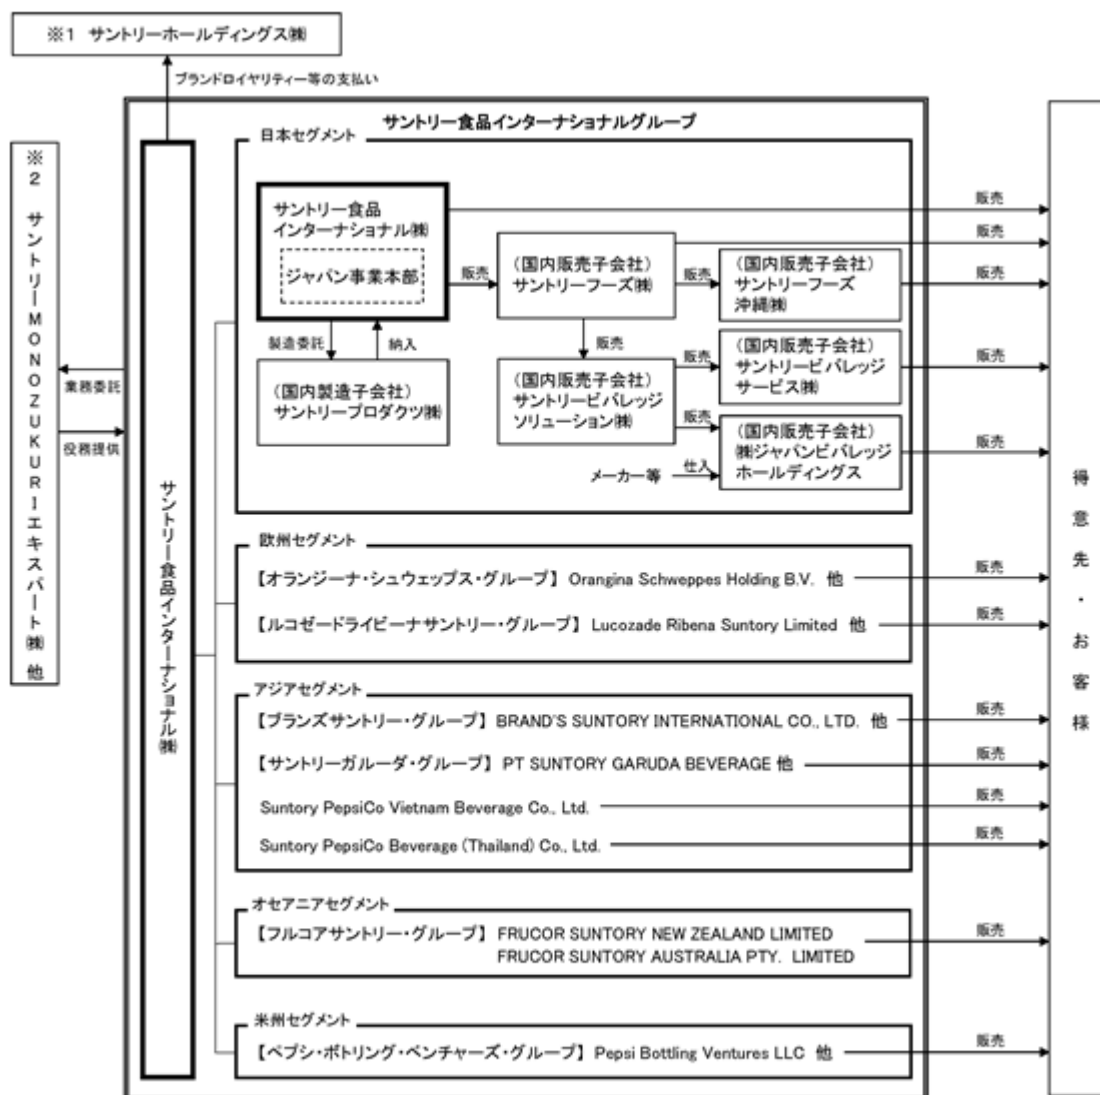 ※1 サントリーホールディングス㈱
ブランドロイヤリティー等の支払い
サントリー食品インターナショナルグループ
※2 サントリーMONOZUKURIエキスパート㈱ 他
業務委託
役務提供
サントリー食品インターナショナル㈱
日本セグメント
サントリー食品
インターナショナル㈱
ジャパン事業本部
販売
製造委託
納入
(国内製造子会社)
サントリープロダクツ㈱
販売
(国内販売子会社)
サントリーフーズ㈱
販売
販売
販売
(国内販売子会社)
サントリーフーズ
沖縄㈱
販売
(国内販売子会社)
サントリービバレッジ
ソリューション㈱
販売
(国内販売子会社)
サントリービバレッジ
サービス㈱
販売
販売
(国内販売子会社)
㈱ジャパンビバレッジ
ホールディングス
メーカー等
仕入
販売
欧州セグメント
【オランジーナ・シュウェップス・グループ】 Orangina Schweppes Holding B.V. 他
販売
【ルコゼードライビーナサントリー・グループ】 Lucozade Ribena Suntory Limited 他
販売
アジアセグメント
【ブランズサントリー・グループ】 BRAND'S SUNTORY INTERNATIONAL CO., LTD. 他
販売
【サントリーガルーダ・グループ】 PT SUNTORY GARUDA BEVERAGE 他
販売
Suntory PepsiCo Vietnam Beverage Co., Ltd.
販売
Suntory PepsiCo Beverage (Thailand) Co., Ltd.
販売
オセアニアセグメント
【フルコアサントリー・グループ】 FRUCOR SUNTORY NEW ZEALAND LIMITED
FRUCOR SUNTORY AUSTRALIA PTY. LIMITED
販売
米州セグメント
【ペプシ・ボトリング・ベンチャーズ・グループ】 Pepsi Bottling Ventures LLC 他
販売
得意先・お客様